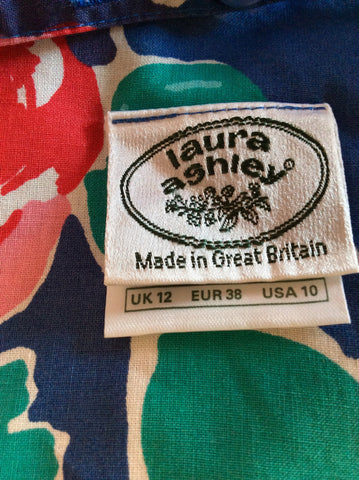 laura
ashley®
Made in Great Britain
UK 12 EUR 38 USA 10